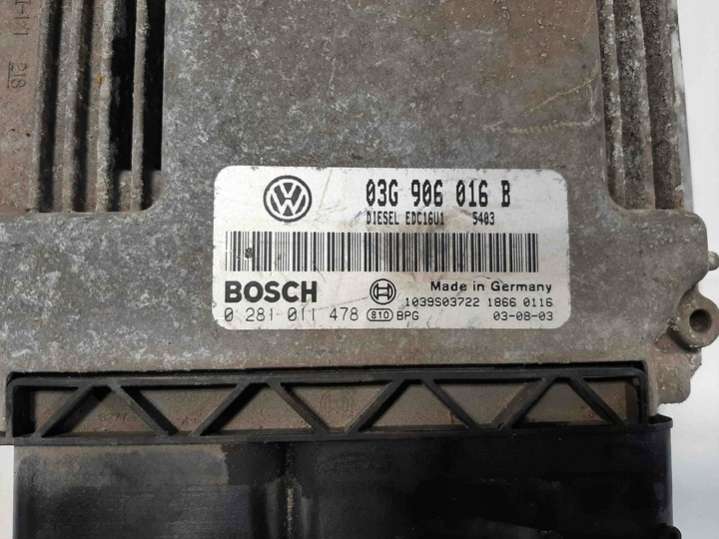 03G 906 016 B
DIESEL EDC16U1 5403
BOSCH
Made in Germany
0 281 011 478 810 BPG
1039S03722 1866 0116
03-08-03